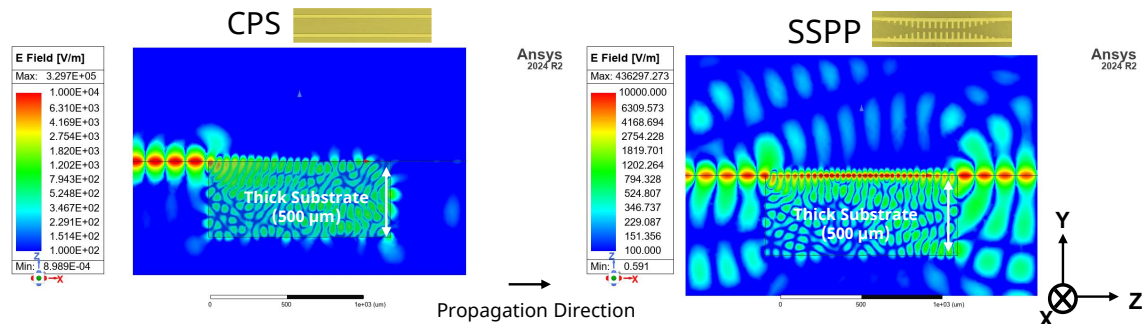 CPS
SSPP
E Field [V/m]
Max: 3.297E+05
1.000E+04
6.310E+03
4.169E+03
2.754E+03
1.820E+03
1.202E+03
7.943E+02
5.248E+02
3.467E+02
2.291E+02
1.514E+02
1.000E+02
Min: 8.989E-04
Z
X
Ansys
2024 R2
Thick Substrate
(500 μm)
0 500 1e+03 (um)
E Field [V/m]
Max: 436297.273
10000.000
6309.573
4168.694
2754.228
1819.701
1202.264
794.328
524.807
346.737
229.087
151.356
100.000
Min: 0.591
Z
X
Ansys
2024 R2
Thick Substrate
(500 μm)
0 500 1e+03 (um)
Propagation Direction
Y
Z
X